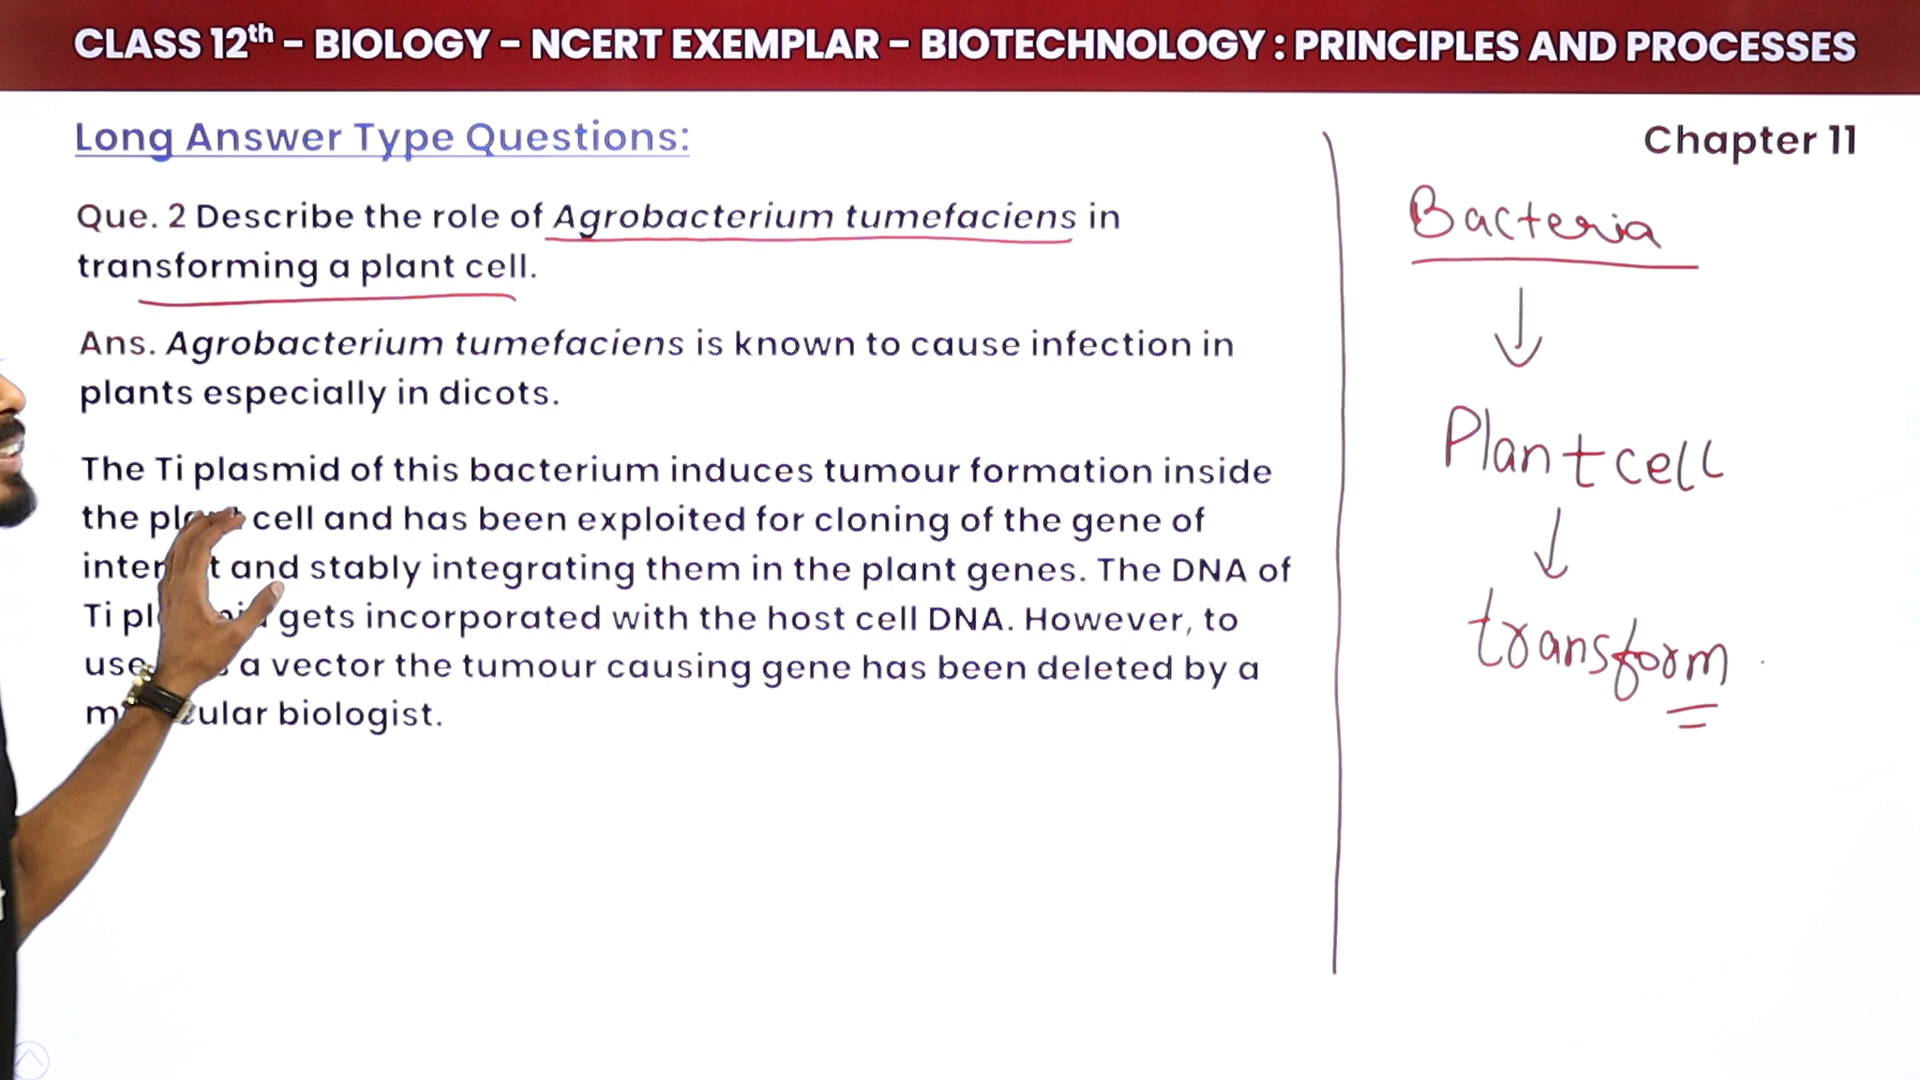 CLASS 12th – BIOLOGY – NCERT EXEMPLAR – BIOTECHNOLOGY : PRINCIPLES AND PROCESSES
Long Answer Type Questions:
Chapter 11
Que. 2 Describe the role of Agrobacterium tumefaciens in
transforming a plant cell.
Ans. Agrobacterium tumefaciens is known to cause infection in
plants especially in dicots.
The Ti plasmid of this bacterium induces tumour formation inside
the cell and has been exploited for cloning of the gene of
and stably integrating them in the plant genes. The DNA of
Ti gets incorporated with the host cell DNA. However, to
use a vector the tumour causing gene has been deleted by a
biologist.
Bacteria
Plant cell
transform